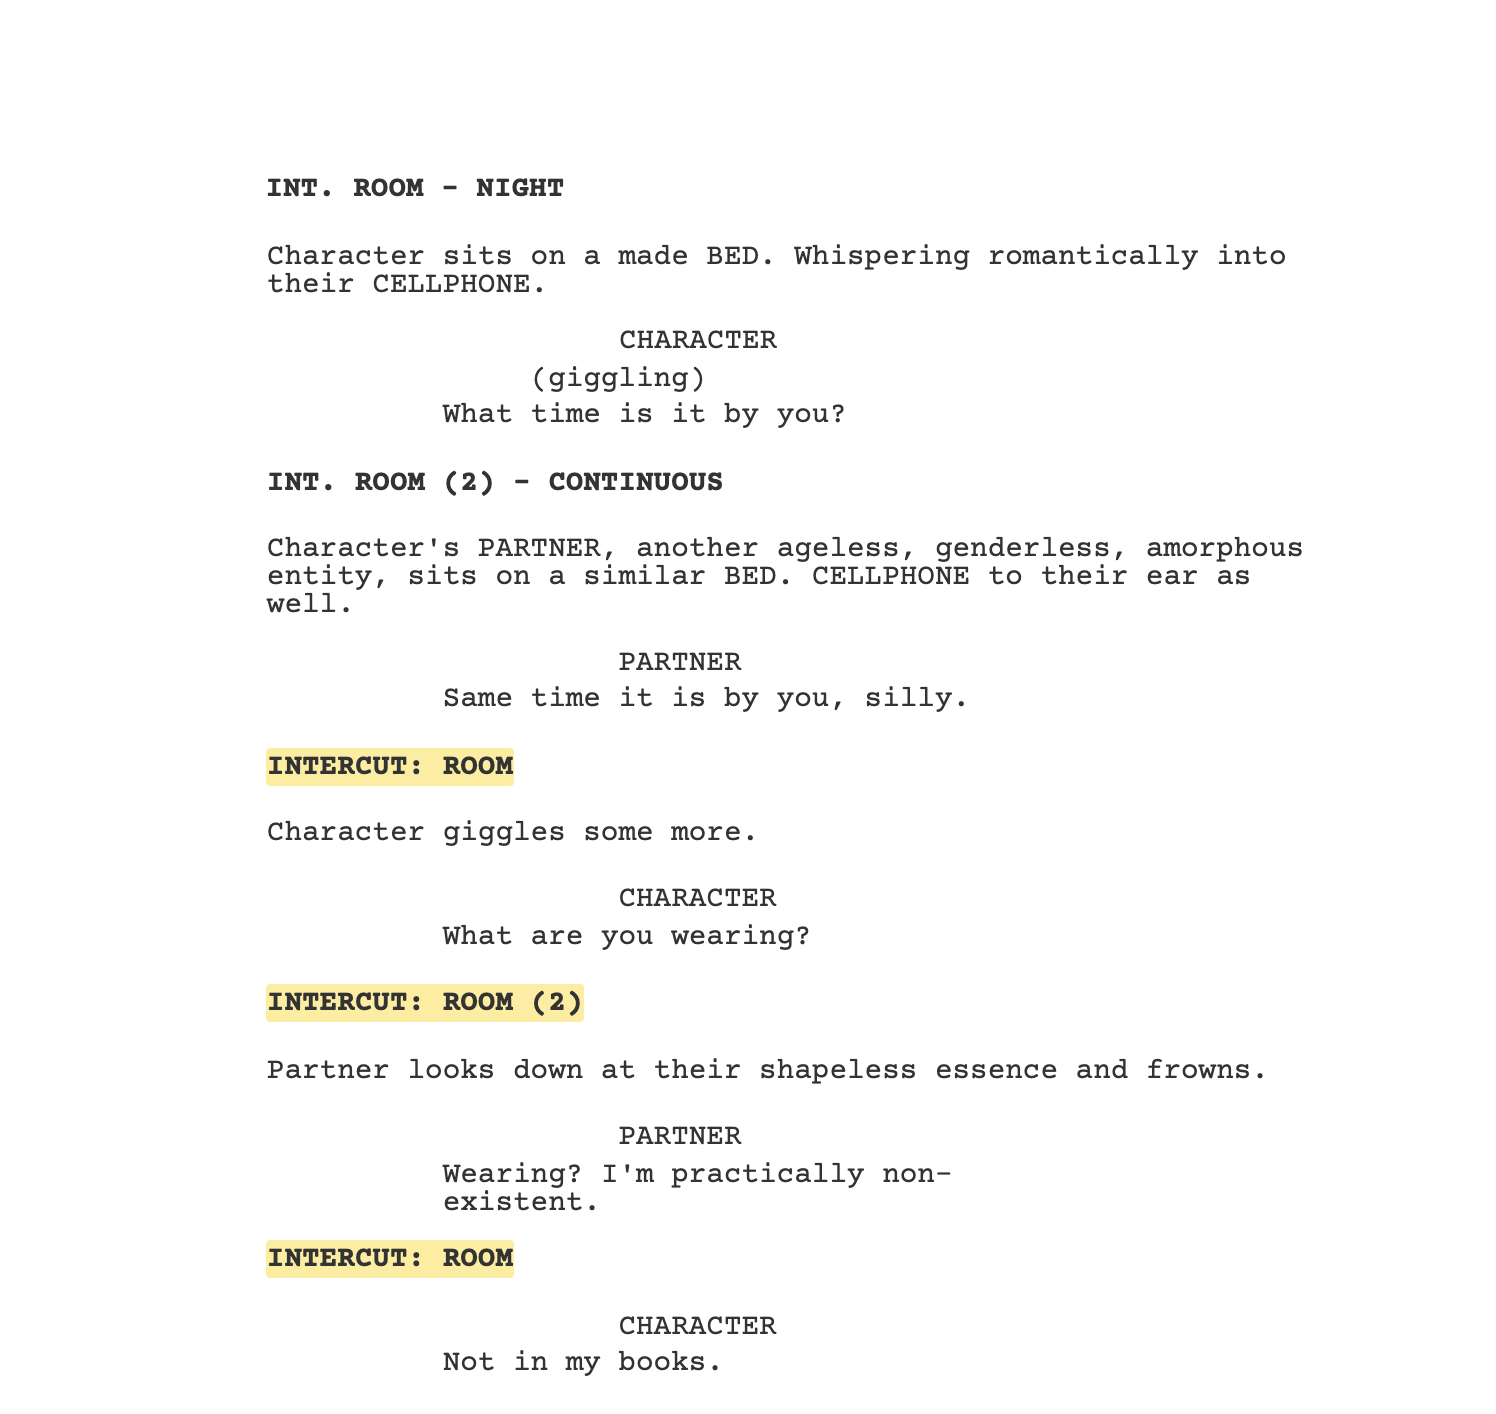 INT. ROOM - NIGHT
Character sits on a made BED. Whispering romantically into
their CELLPHONE.
CHARACTER
(giggling)
What time is it by you?
INT. ROOM (2) - CONTINUOUS
Character's PARTNER, another ageless, genderless, amorphous
entity, sits on a similar BED. CELLPHONE to their ear as
well.
PARTNER
Same time it is by you, silly.
INTERCUT: ROOM
Character giggles some more.
CHARACTER
What are you wearing?
INTERCUT: ROOM (2)
Partner looks down at their shapeless essence and frowns.
PARTNER
Wearing? I'm practically non-
existent.
INTERCUT: ROOM
CHARACTER
Not in my books.